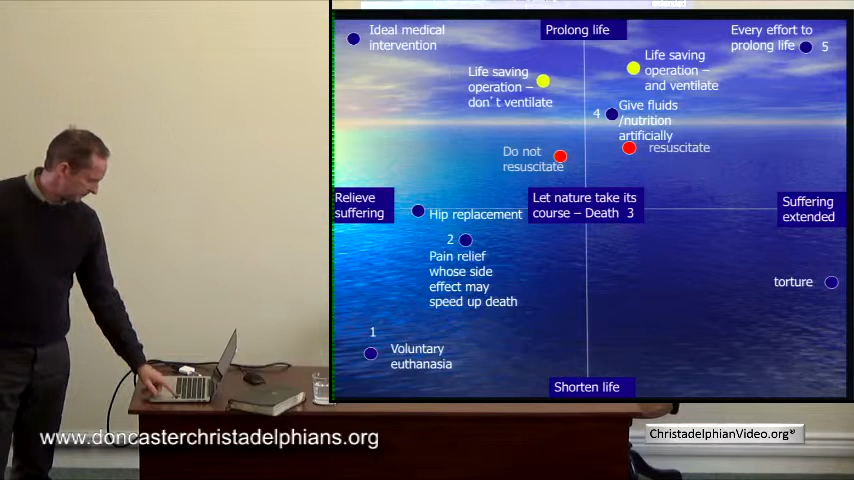 Ideal medical
intervention
Prolong life
Every effort to
prolong life
5
Life saving
operation –
don't ventilate
Life saving
operation –
and ventilate
4
Give fluids
/nutrition
artificially
Do not
resuscitate
resuscitate
Relieve
suffering
Hip replacement
Let nature take its
course – Death 3
Suffering
extended
2
Pain relief
whose side
effect may
speed up death
torture
1
Voluntary
euthanasia
Shorten life
www.doncasterchristadelphians.org
ChristadelphianVideo.org®